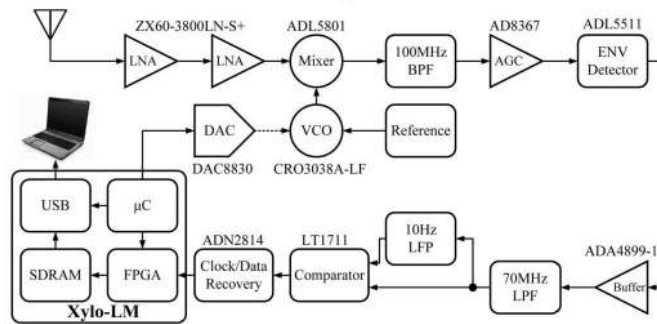 ZX60-3800LN-S+
ADL5801
AD8367
ADL5511
LNA
LNA
Mixer
100MHz
BPF
AGC
ENV
Detector
DAC
VCO
Reference
DAC8830
CRO3038A-LF
USB
μC
10Hz
LFP
ADN2814
LT1711
ADA4899-1
SDRAM
FPGA
Clock/Data
Recovery
Comparator
70MHz
LPF
Buffer
Xylo-LM